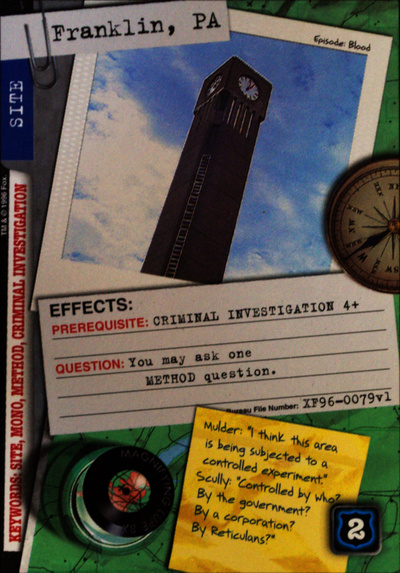 Franklin, PA
Episode: Blood
SITE
TM & © 1996 Fox.
KEYWORDS: SITE, MONO, METHOD, CRIMINAL INVESTIGATION
EFFECTS:
PREREQUISITE: CRIMINAL INVESTIGATION 4+
QUESTION: You may ask one
METHOD question.
Bureau File Number: XF96-0079v1
Mulder: "I think this area
is being subjected to a
controlled experiment."
Scully: "Controlled by who?
By the government?
By a corporation?
By Reticulans?"
2